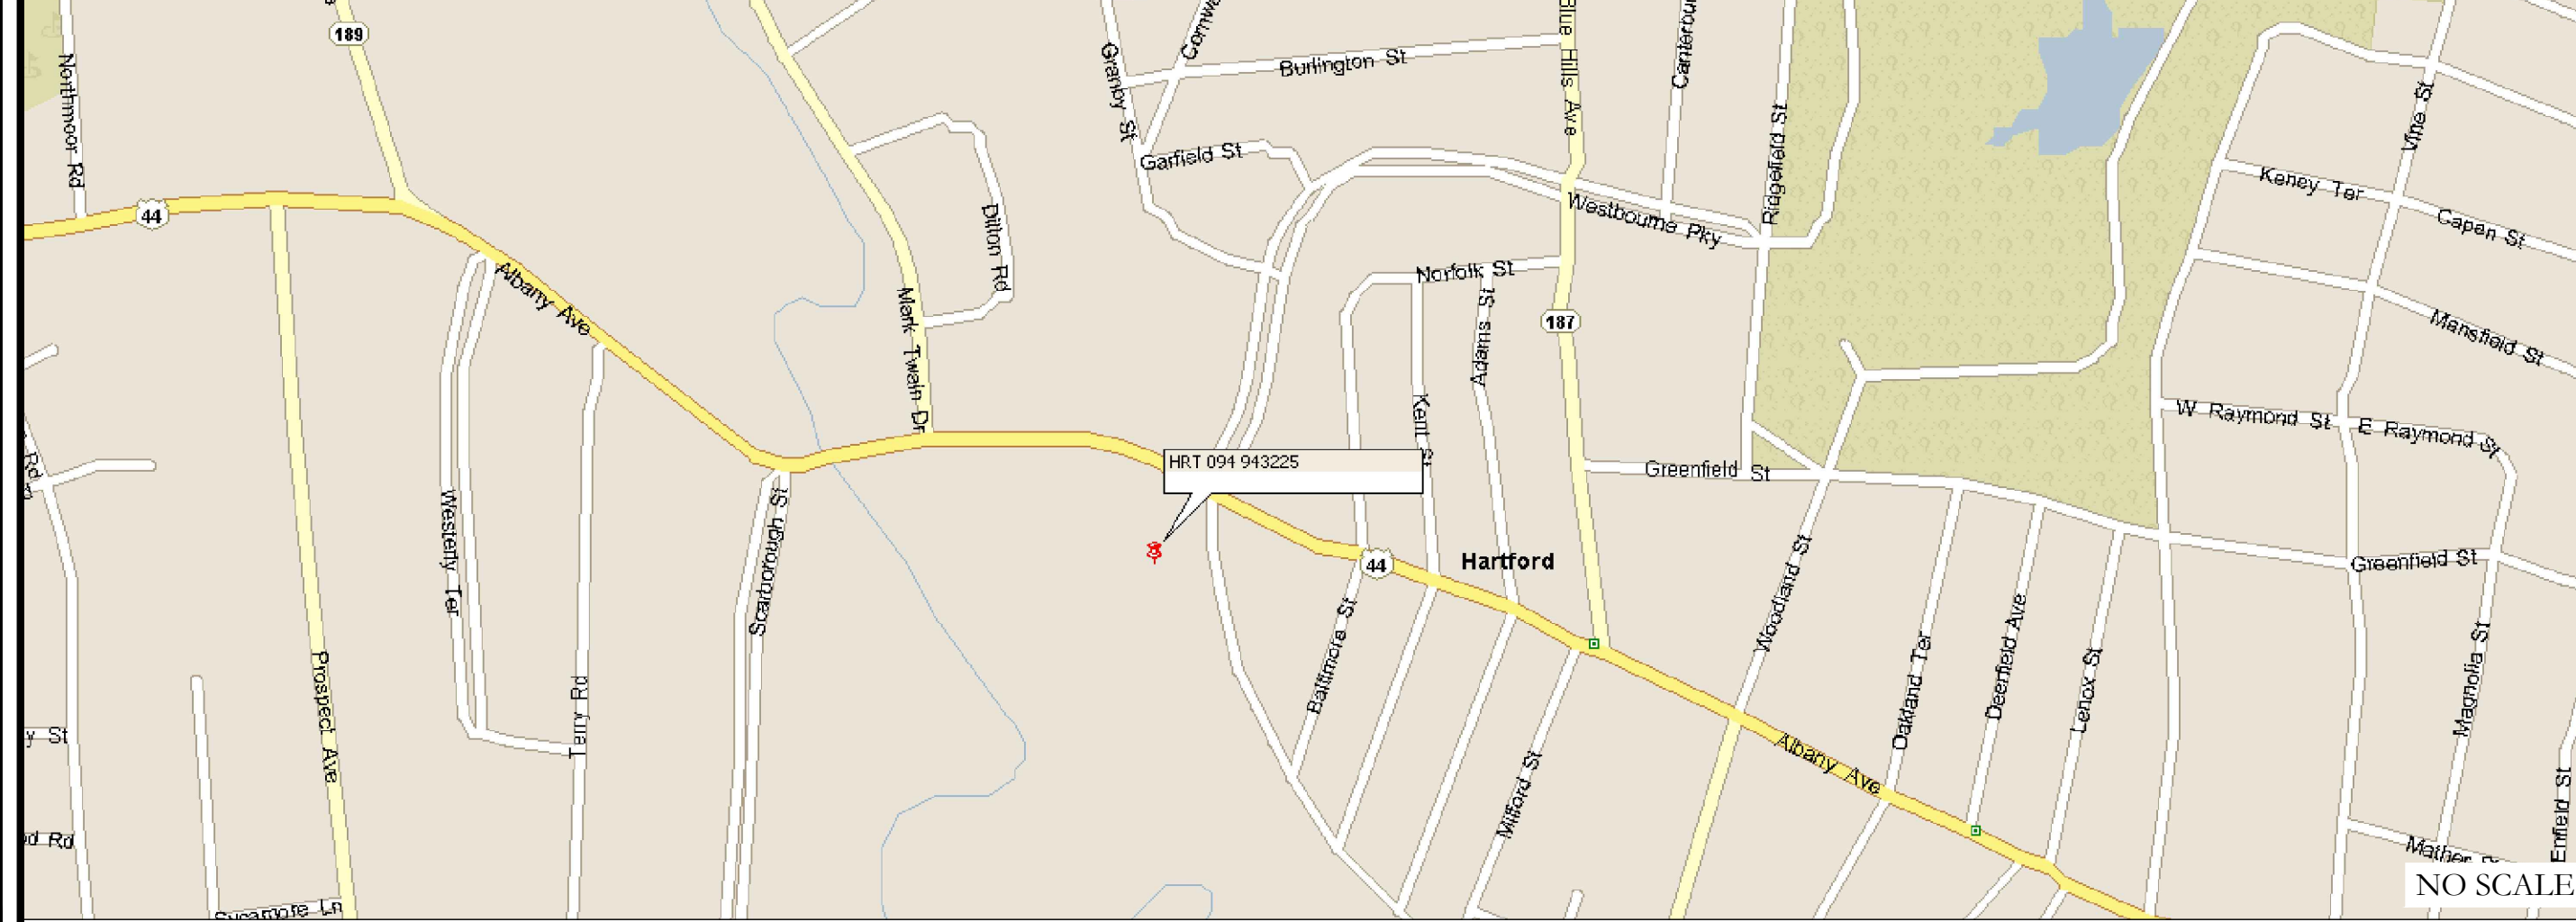 189
Northmoor Rd
44
Albany Ave
Mark Twain Dr
Dillon Rd
Granby St
Burlington St
Garfield St
Blue Hills Ave
Ridgefield St
Westbourne Pky
Norfolk St
Adams St
Kent St
187
Vine St
Keney Ter
Capen St
Mansfield St
W Raymond St
E Raymond St
HRT 094 943225
Greenfield St
Hartford
44
Greenfield St
Westerly Ter
Terry Rd
Scarborough St
Prospect Ave
Baltimore St
Milford St
Woodland St
Albany Ave
Oakland Ter
Deerfield Ave
Lenox St
Magnolia St
Enfield St
Rd
y St
d Rd
Sycamore Ln
Mather
NO SCALE